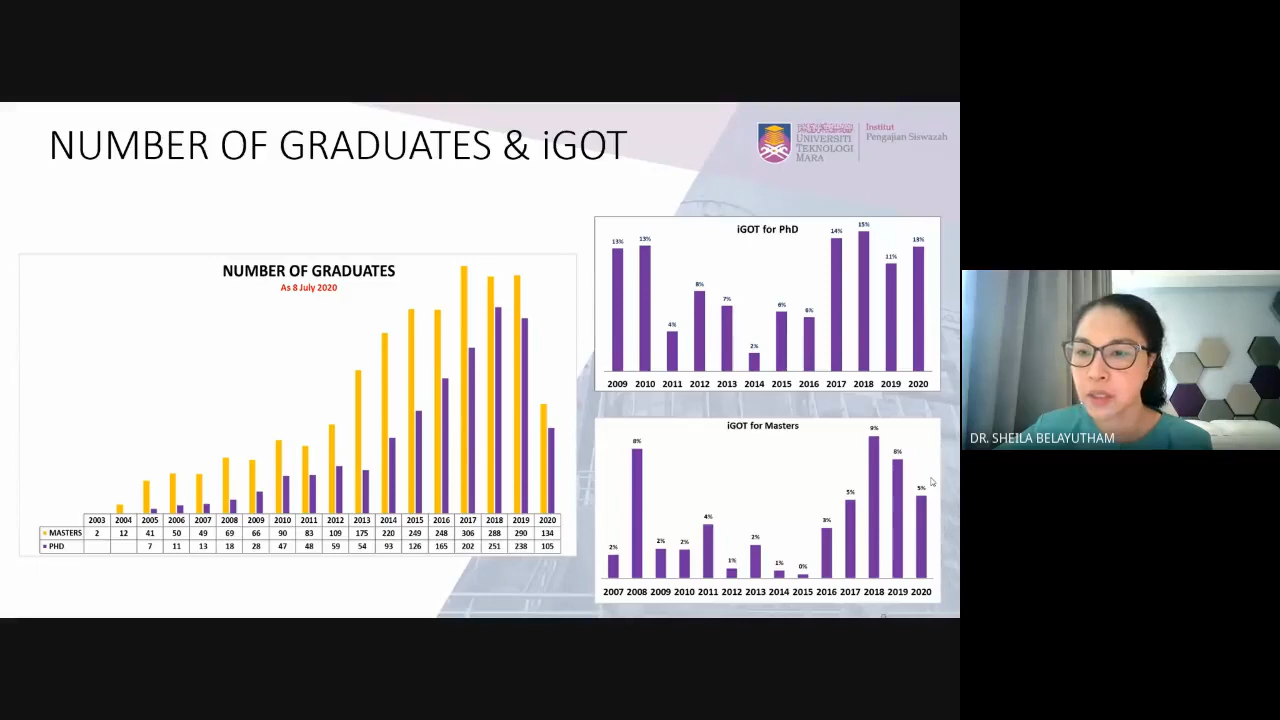 NUMBER OF GRADUATES & iGOT
UNIVERSITI
TEKNOLOGI
MARA
Institut
Pengajian Siswazah
NUMBER OF GRADUATES
As 8 July 2020
2003 2004 2005 2006 2007 2008 2009 2010 2011 2012 2013 2014 2015 2016 2017 2018 2019 2020
MASTERS 2 12 41 50 49 69 66 90 83 109 175 220 249 248 306 288 290 134
PHD 7 11 13 18 28 47 48 59 54 93 126 165 202 251 238 105
iGOT for PhD
13% 13% 4% 8% 7% 2% 6% 6% 14% 15% 11% 13%
2009 2010 2011 2012 2013 2014 2015 2016 2017 2018 2019 2020
iGOT for Masters
2% 8% 2% 2% 4% 1% 2% 1% 0% 3% 5% 9% 8% 5%
2007 2008 2009 2010 2011 2012 2013 2014 2015 2016 2017 2018 2019 2020
DR. SHEILA BELAYUTHAM